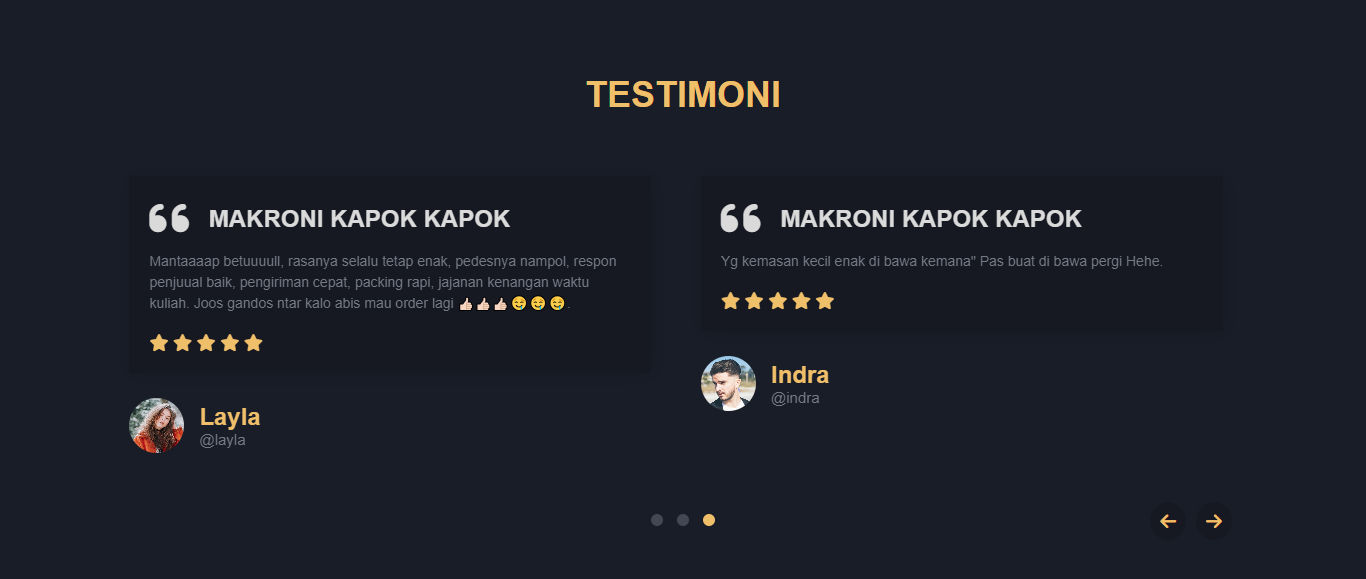 TESTIMONI
MAKRONI KAPOK KAPOK
Mantaaaap betuuuull, rasanya selalu tetap enak, pedesnya nampol, respon
penjuual baik, pengiriman cepat, packing rapi, jajanan kenangan waktu
kuliah. Joos gandos ntar kalo abis mau order lagi 👍🏻👍🏻👍🏻😊😅😊.
Layla
@layla
MAKRONI KAPOK KAPOK
Yg kemasan kecil enak di bawa kemana" Pas buat di bawa pergi Hehe.
Indra
@indra